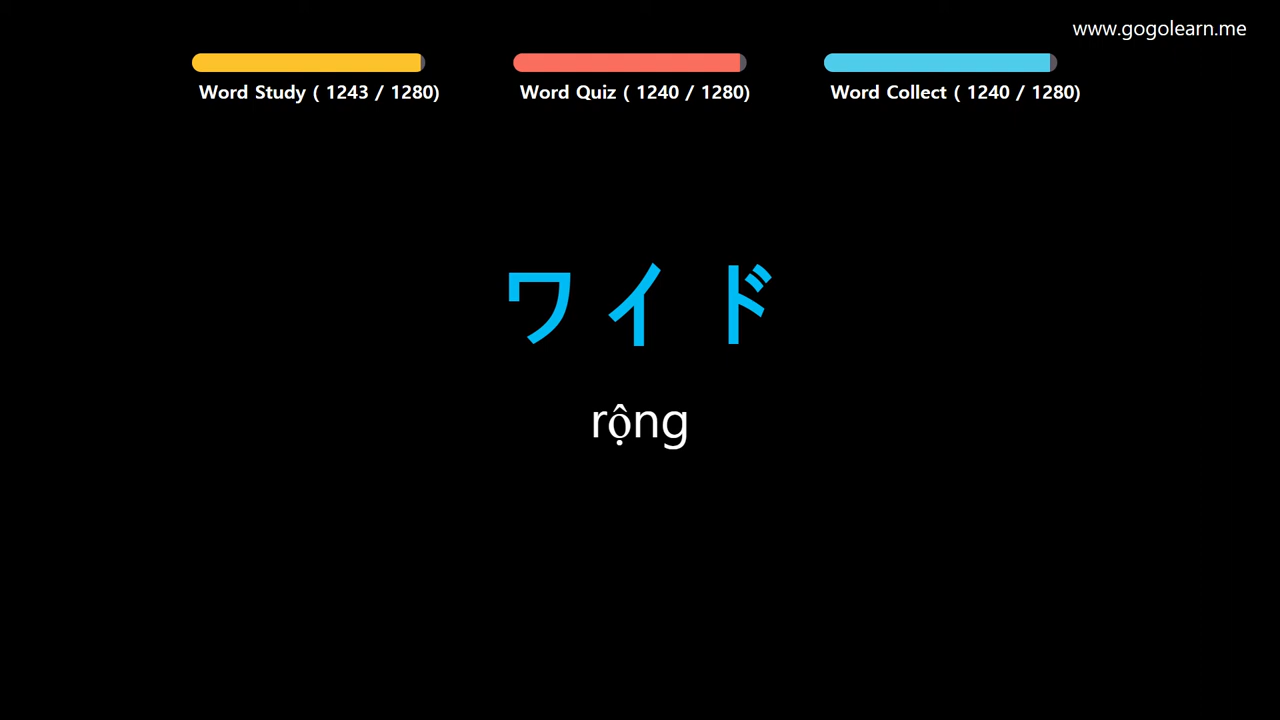 www.gogolearn.me
Word Study ( 1243 / 1280)
Word Quiz ( 1240 / 1280)
Word Collect ( 1240 / 1280)
ワイド
rộng